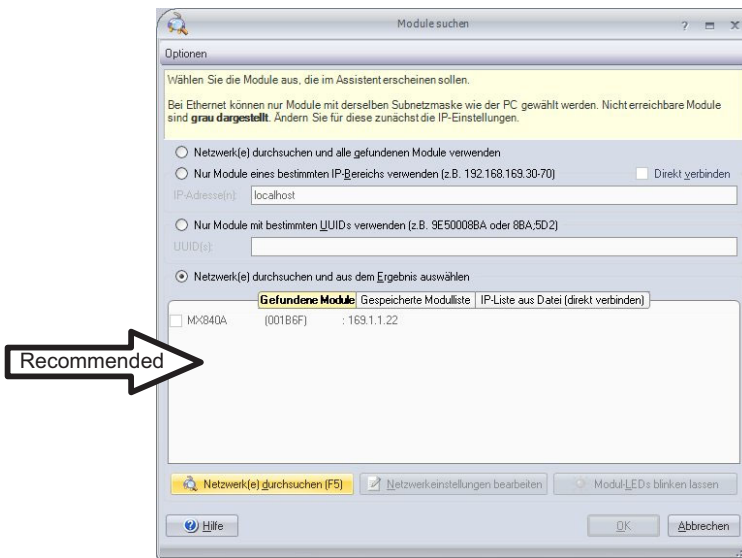 Module suchen
Optionen
Wählen Sie die Module aus, die im Assistent erscheinen sollen.
Bei Ethernet können nur Module mit derselben Subnetzmaske wie der PC gewählt werden. Nicht erreichbare Module
sind grau dargestellt. Ändern Sie für diese zunächst die IP-Einstellungen.
Netzwerk(e) durchsuchen und alle gefundenen Module verwenden
Nur Module eines bestimmten IP-Bereichs verwenden (z.B. 192.168.169.30-70) Direkt verbinden
IP-Adresse(n): localhost
Nur Module mit bestimmten UUIDs verwenden (z.B. 9E50008BA oder 8BA;5D2)
UUID(s):
Netzwerk(e) durchsuchen und aus dem Ergebnis auswählen
Gefundene Module Gespeicherte Modulliste IP-Liste aus Datei (direkt verbinden)
MX840A (001B6F) : 169.1.1.22
Recommended
Netzwerk(e) durchsuchen (F5) Netzwerkeinstellungen bearbeiten Modul-LEDs blinken lassen
Hilfe OK Abbrechen